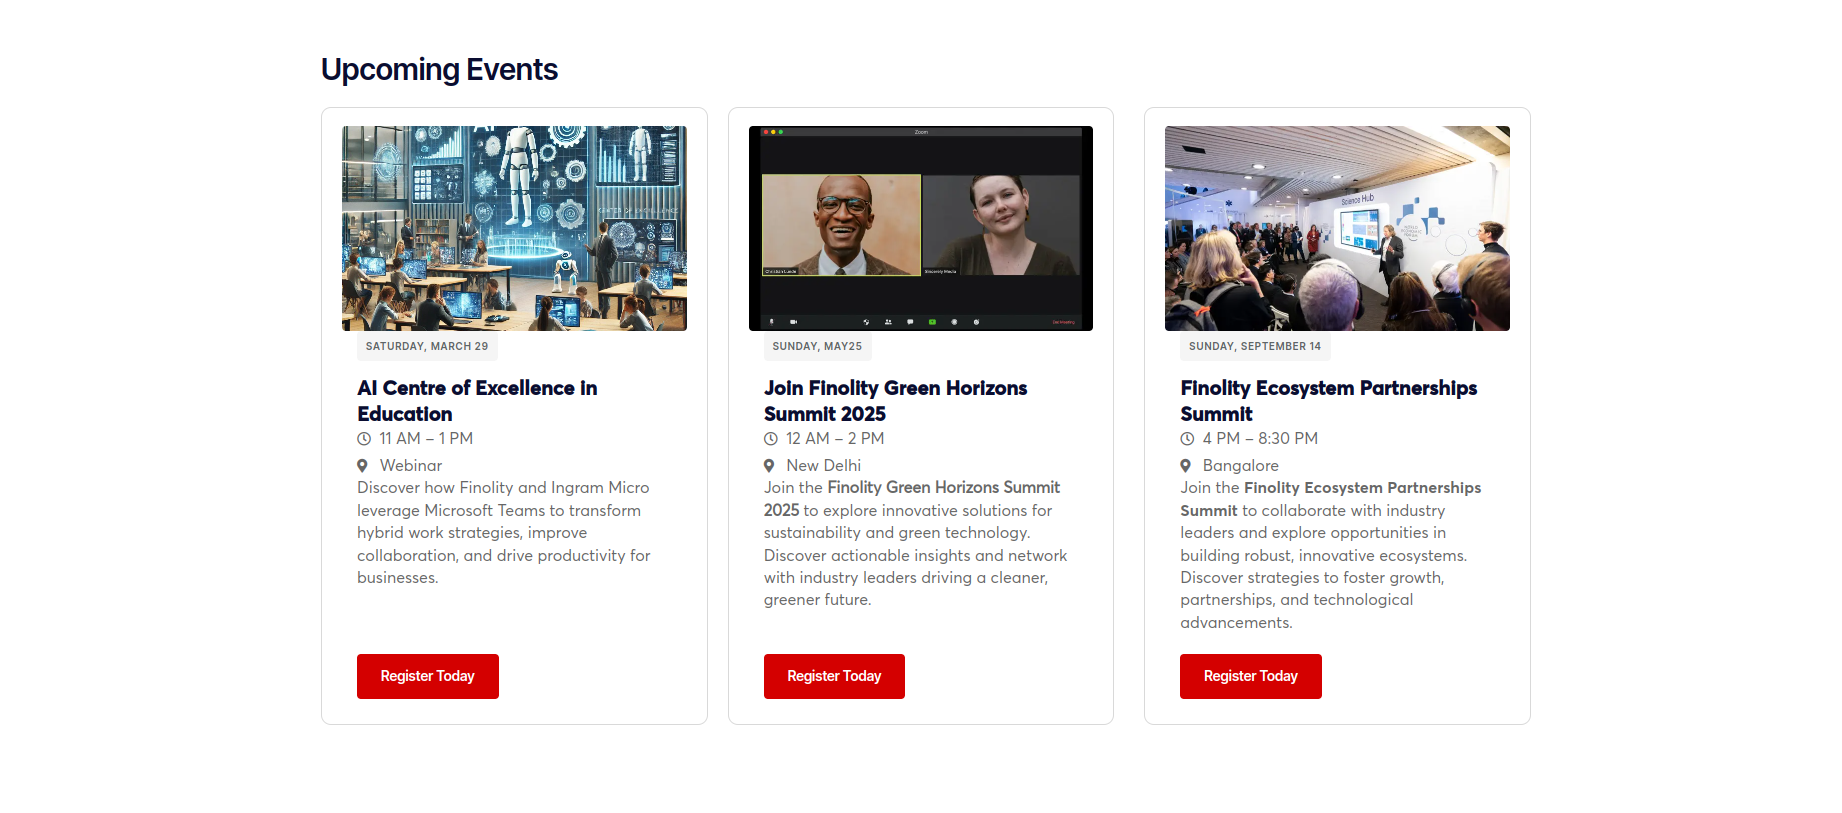 Upcoming Events
CENTER OF EXCELLENCE
SATURDAY, MARCH 29
AI Centre of Excellence in
Education
11 AM – 1 PM
Webinar
Discover how Finolity and Ingram Micro
leverage Microsoft Teams to transform
hybrid work strategies, improve
collaboration, and drive productivity for
businesses.
Register Today
Zoom
SUNDAY, MAY25
Join Finolity Green Horizons
Summit 2025
12 AM – 2 PM
New Delhi
Join the Finolity Green Horizons Summit
2025 to explore innovative solutions for
sustainability and green technology.
Discover actionable insights and network
with industry leaders driving a cleaner,
greener future.
Register Today
Science Hub
SUNDAY, SEPTEMBER 14
Finolity Ecosystem Partnerships
Summit
4 PM – 8:30 PM
Bangalore
Join the Finolity Ecosystem Partnerships
Summit to collaborate with industry
leaders and explore opportunities in
building robust, innovative ecosystems.
Discover strategies to foster growth,
partnerships, and technological
advancements.
Register Today